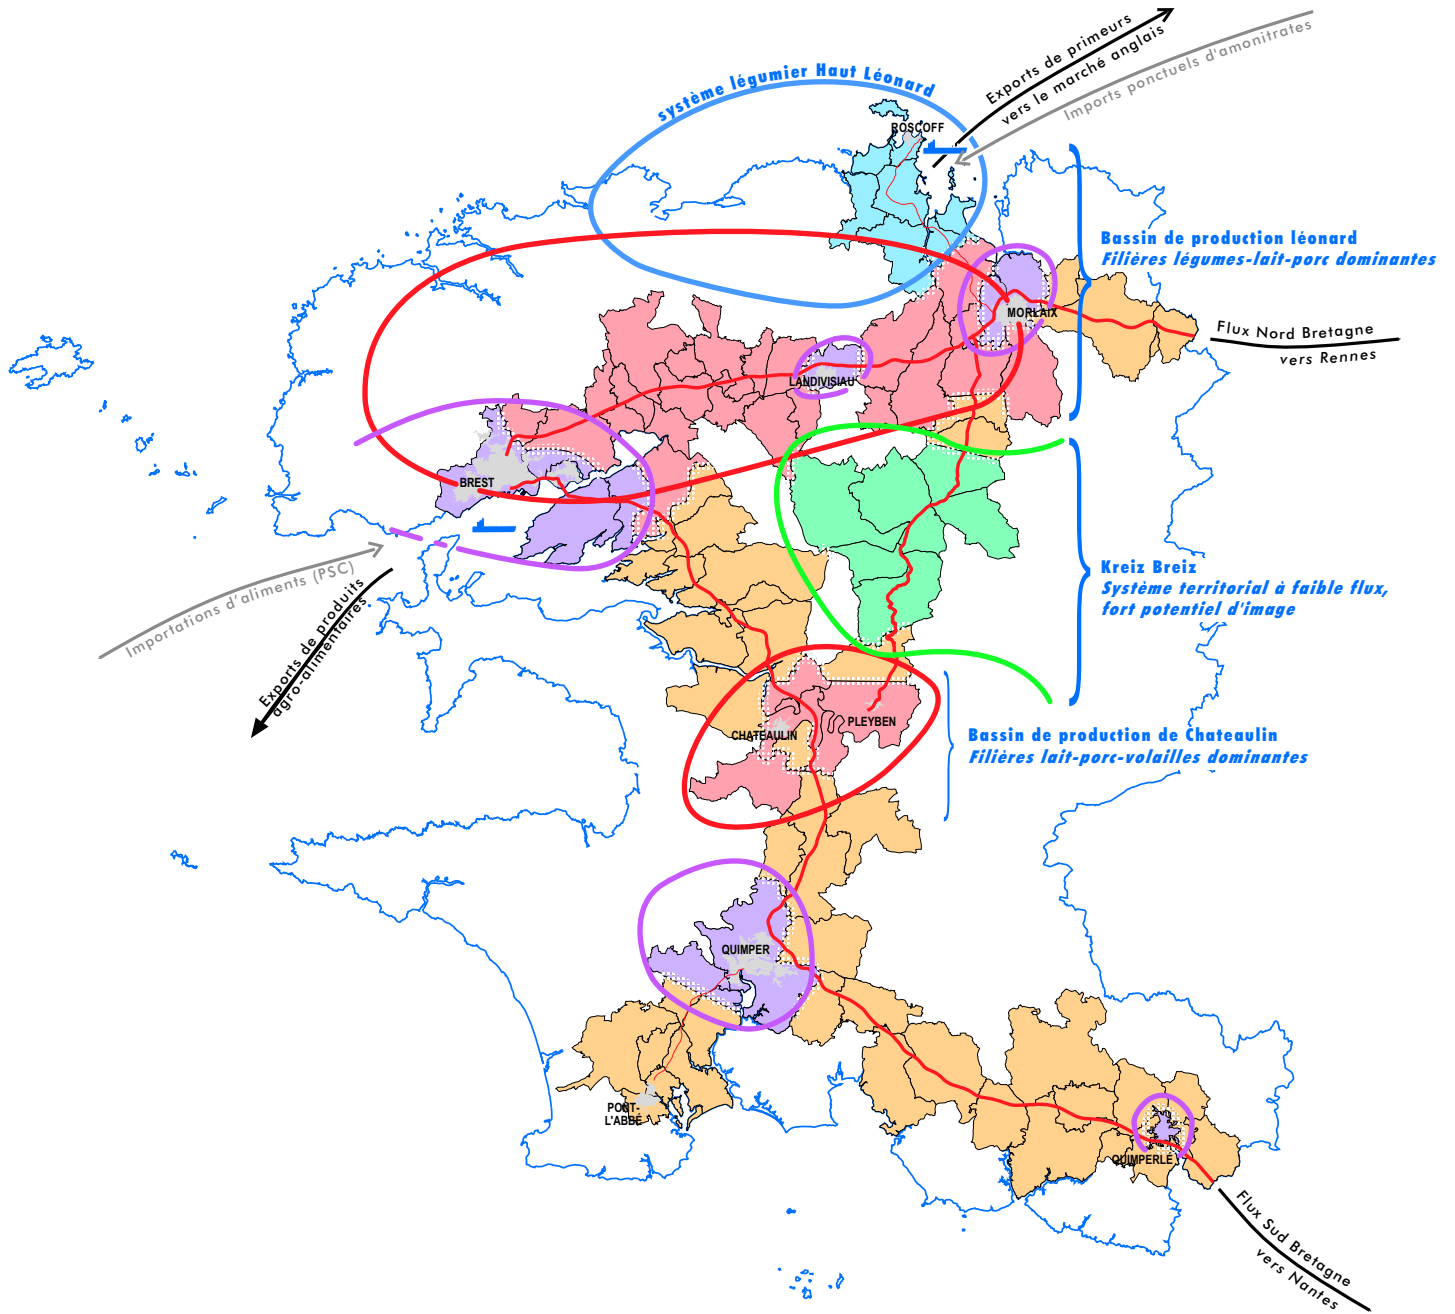 Exports de primeurs
vers le marché anglais
Imports ponctuels d'amonitrates
système légumier Haut Léonard
ROSCOFF
Bassin de production léonard
Filières légumes-lait-porc dominantes
MORLAIX
Flux Nord Bretagne
vers Rennes
LANDIVISIAU
BREST
Importations d'aliments (PSC)
Exports de produits
agro-alimentaires
Kreiz Breiz
Système territorial à faible flux,
fort potentiel d'image
PLEYBEN
CHATEAULIN
Bassin de production de Chateaulin
Filières lait-porc-volailles dominantes
QUIMPER
PONT-
L'ABBÉ
QUIMPERLÉ
Flux Sud Bretagne
vers Nantes